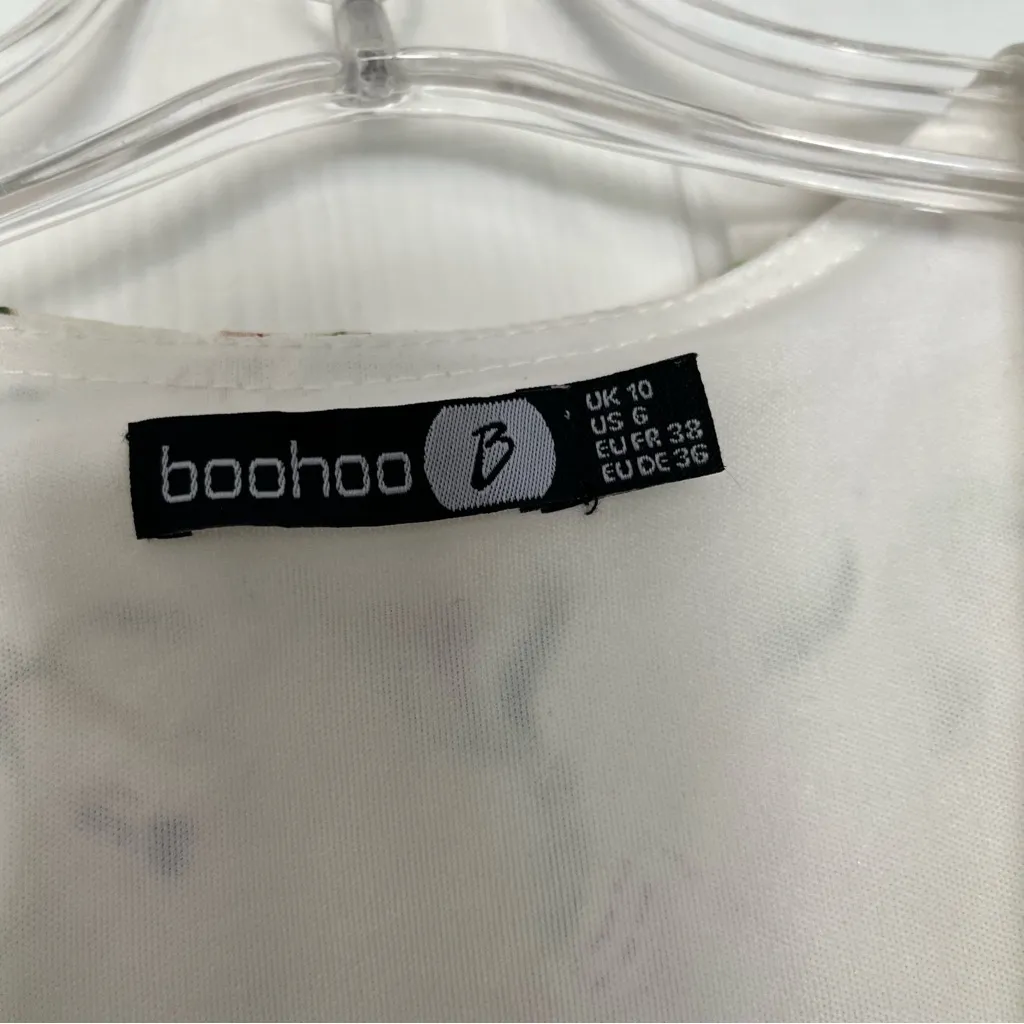 boohoo
B
UK 10
US 6
EU FR 38
EU DE 36